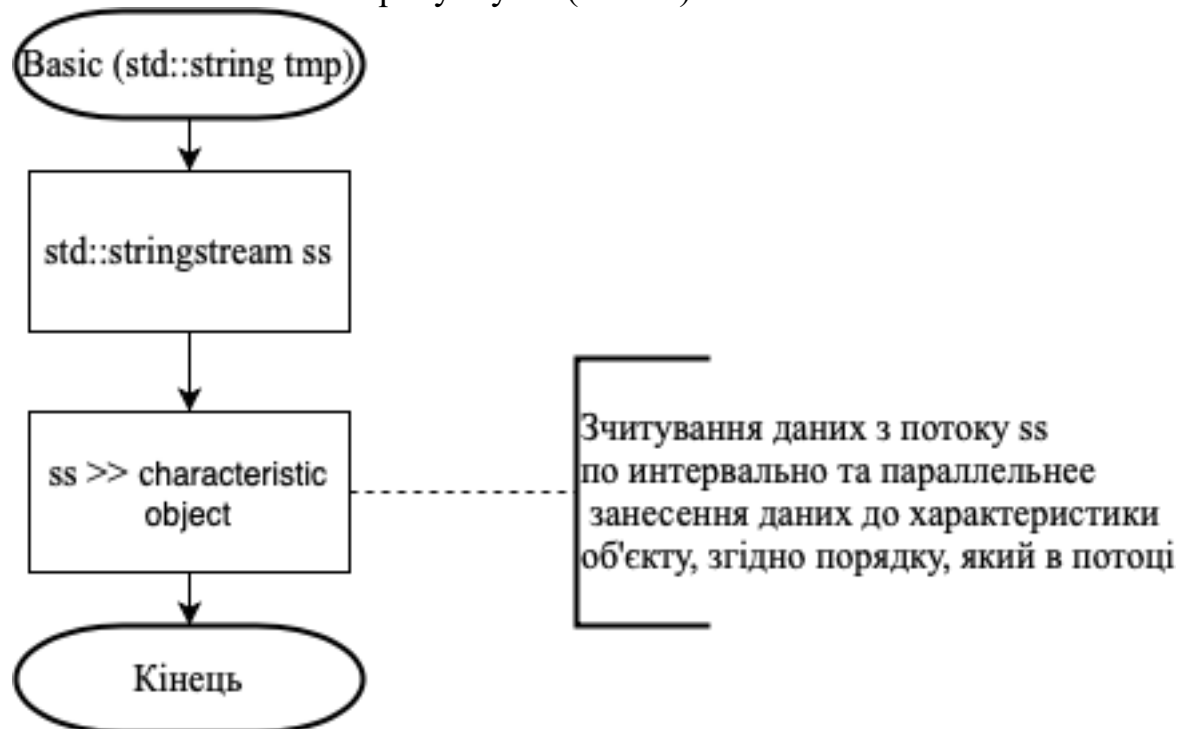 Basic (std::string tmp)
std::stringstream ss
ss >> characteristic
object
Зчитування даних з потоку ss
по интервально та параллельнее
занесення даних до характеристики
об'єкту, згідно порядку, який в потоці
Кінець